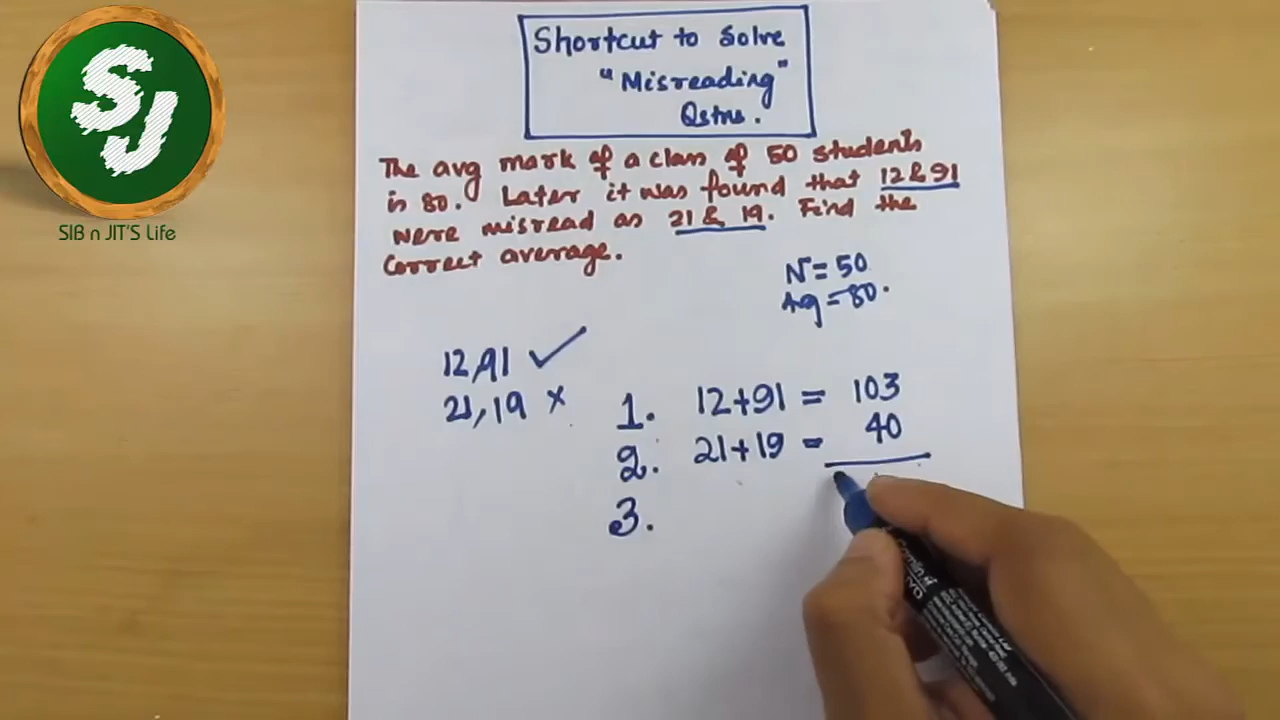 SJ
SIB n JIT'S Life
Shortcut to solve
"Misreading"
Qstns.
The avg mark of a class of 50 students
is 80. Later it was found that 12 & 91
were misread as 21 & 19. Find the
correct average.
N = 50
Avg = 80.
12,91 ✓
21,19 ×
1. 12+91 = 103
2. 21+19 = 40
3.
Camlin